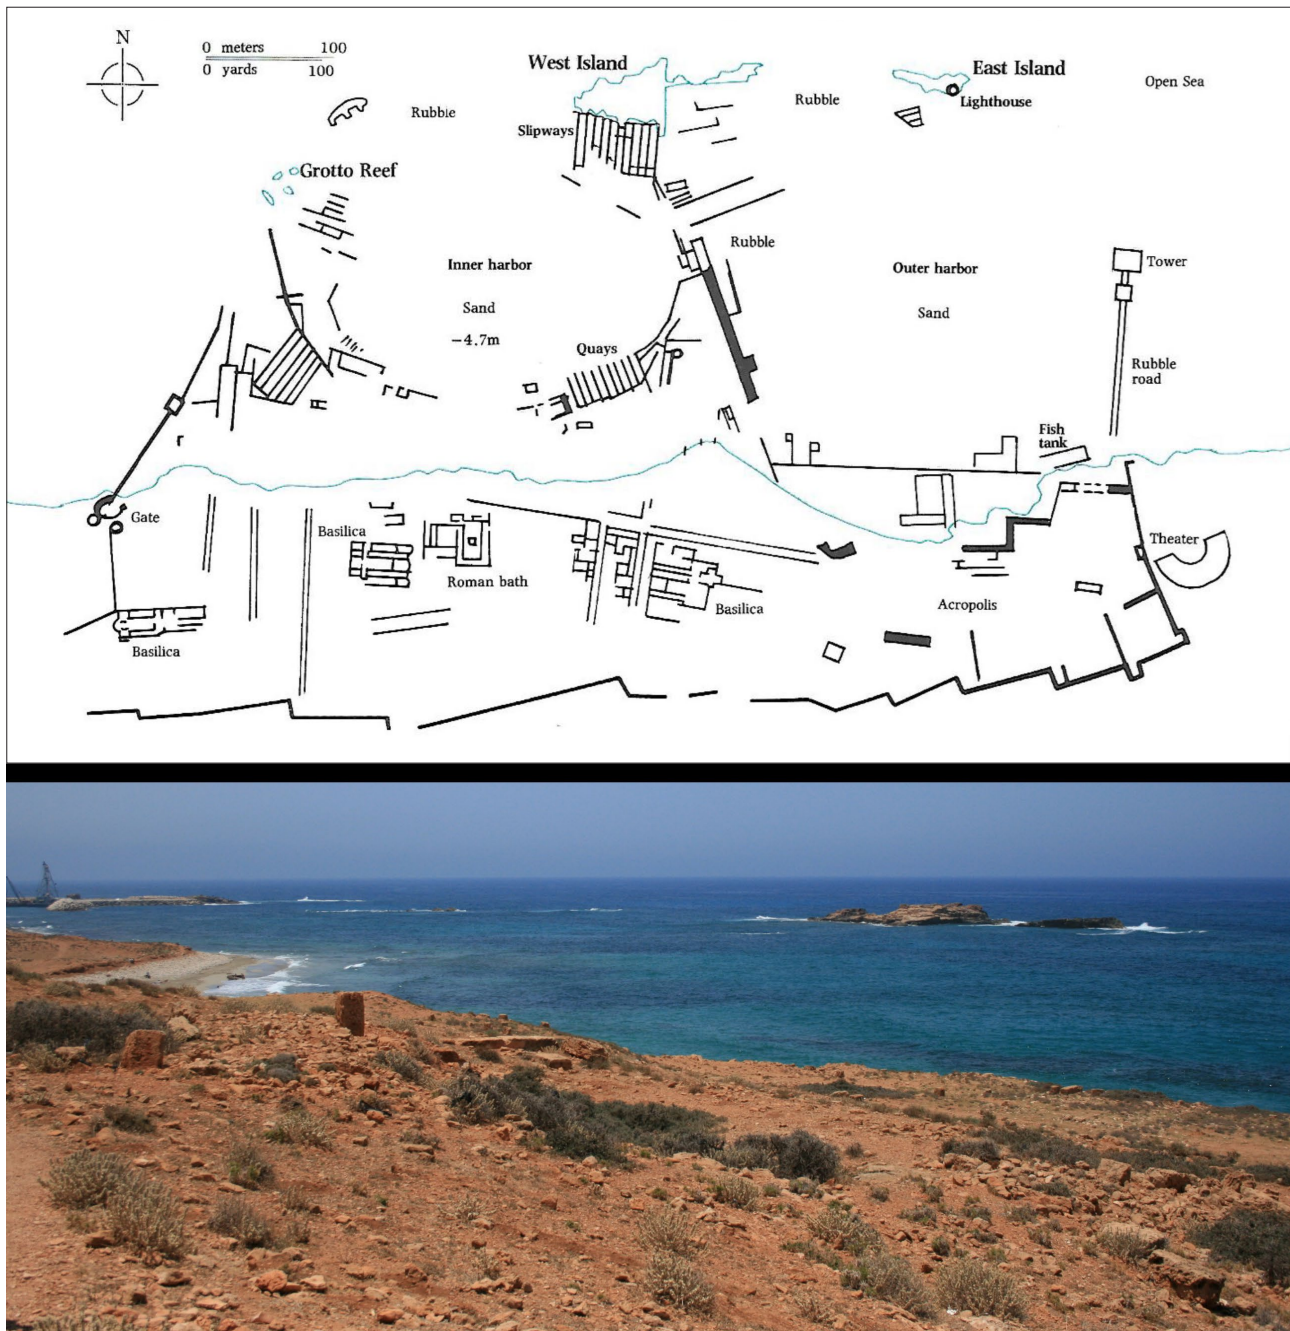 N
0 meters 100
0 yards 100
West Island
East Island
Open Sea
Lighthouse
Rubble
Rubble
Slipways
Grotto Reef
Rubble
Tower
Inner harbor
Outer harbor
Sand
Sand
−4.7m
Quays
Rubble
road
Fish
tank
Gate
Basilica
Theater
Roman bath
Basilica
Acropolis
Basilica